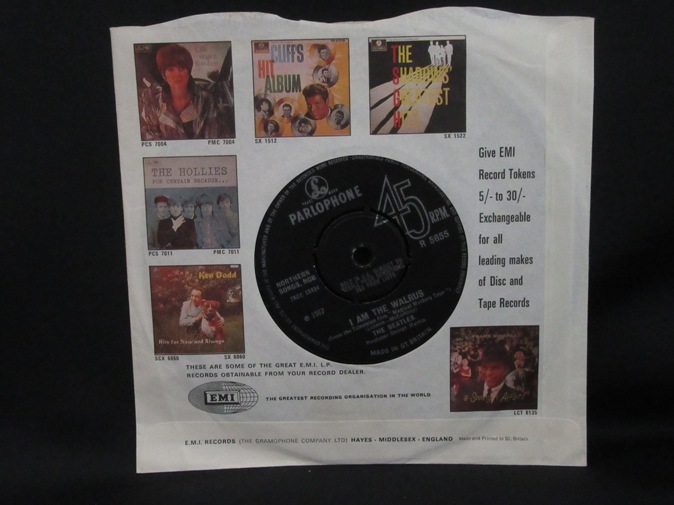 PCS 7004 PMC 7004
CLIFF'S
HIT
ALBUM
SX 1512
THE
SHADOWS'
GREATEST
HITS
SX 1522
THE HOLLIES
FOR CERTAIN BECAUSE...
PCS 7011 PMC 7011
Ken Dodd
Hits for Now and Always
SCX 6060 SX 6060
PARLOPHONE
45 RPM.
R 5655
NORTHERN
SONGS, NCB
℗ 1967
I AM THE WALRUS
THE BEATLES
MADE IN GT BRITAIN
Give EMI
Record Tokens
5/- to 30/-
Exchangeable
for all
leading makes
of Disc and
Tape Records
LCT 6135
THESE ARE SOME OF THE GREAT E.M.I. L.P.
RECORDS OBTAINABLE FROM YOUR RECORD DEALER.
EMI
THE GREATEST RECORDING ORGANISATION IN THE WORLD
E.M.I. RECORDS (THE GRAMOPHONE COMPANY LTD) HAYES - MIDDLESEX - ENGLAND Made and Printed in Gt. Britain